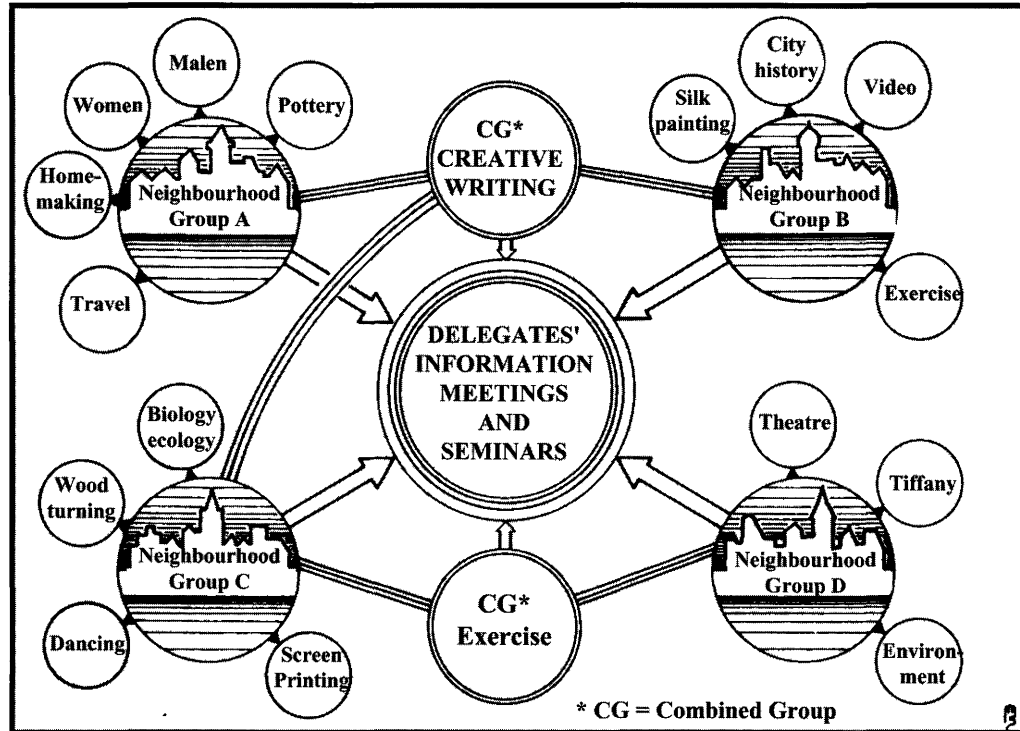 Malen
Women
Pottery
Home-
making
Neighbourhood
Group A
Travel
CG*
CREATIVE
WRITING
City
history
Silk
painting
Video
Neighbourhood
Group B
Exercise
DELEGATES'
INFORMATION
MEETINGS
AND
SEMINARS
Biology
ecology
Wood
turning
Neighbourhood
Group C
Dancing
Screen
Printing
CG*
Exercise
Theatre
Tiffany
Neighbourhood
Group D
Environ-
ment
* CG = Combined Group